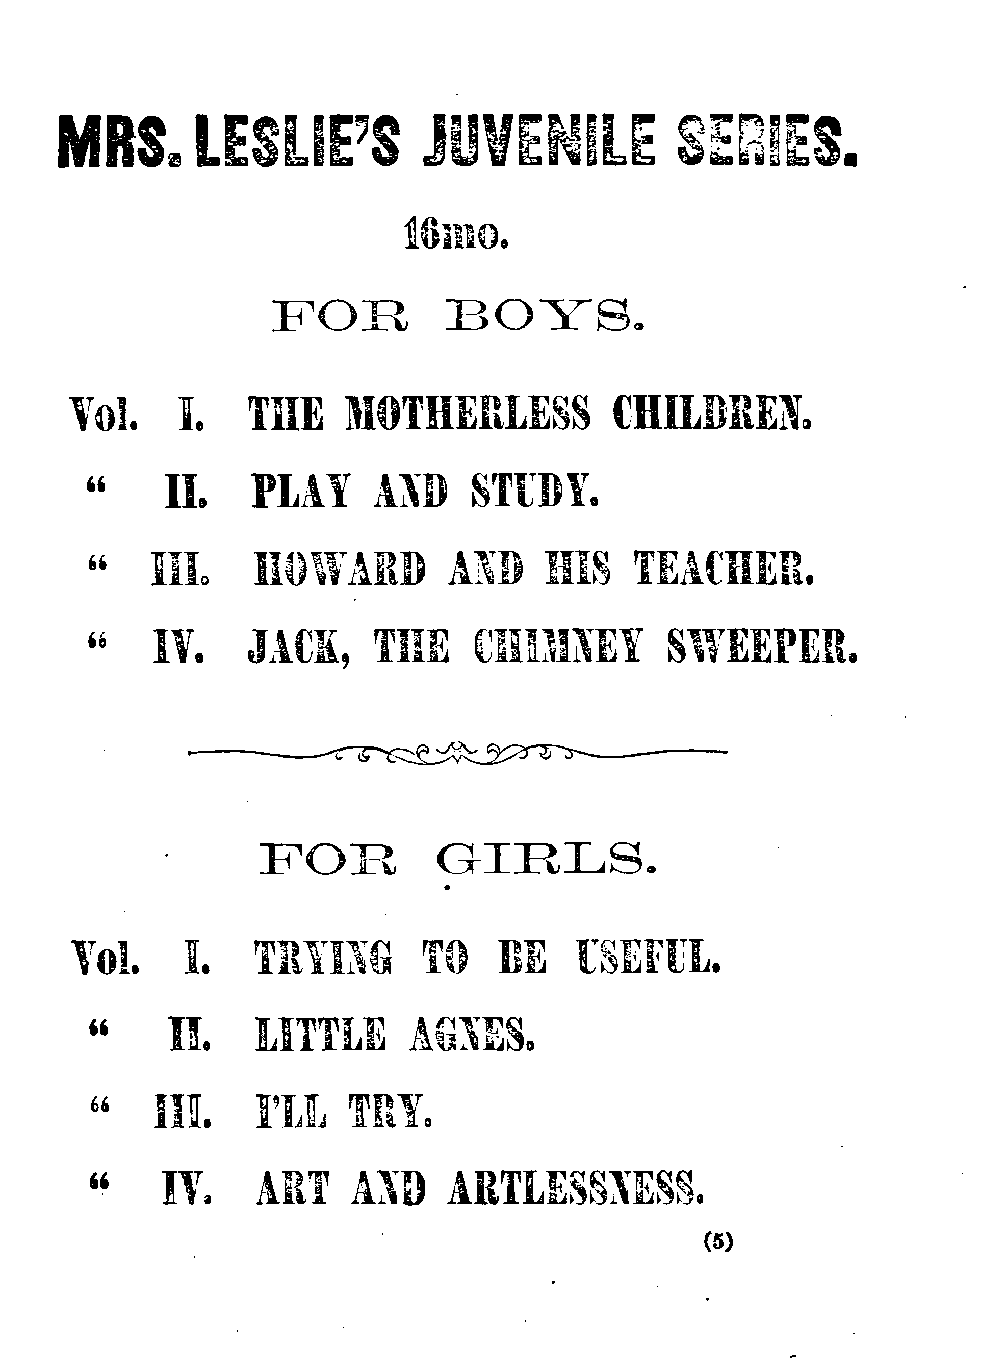 MRS. LESLIE'S JUVENILE SERIES.
16mo.
FOR BOYS.
Vol. I. THE MOTHERLESS CHILDREN.
“ II. PLAY AND STUDY.
“ III. HOWARD AND HIS TEACHER.
“ IV. JACK, THE CHIMNEY SWEEPER.
FOR GIRLS.
Vol. I. TRYING TO BE USEFUL.
“ II. LITTLE AGNES.
“ III. I'LL TRY.
“ IV. ART AND ARTLESSNESS.
(5)